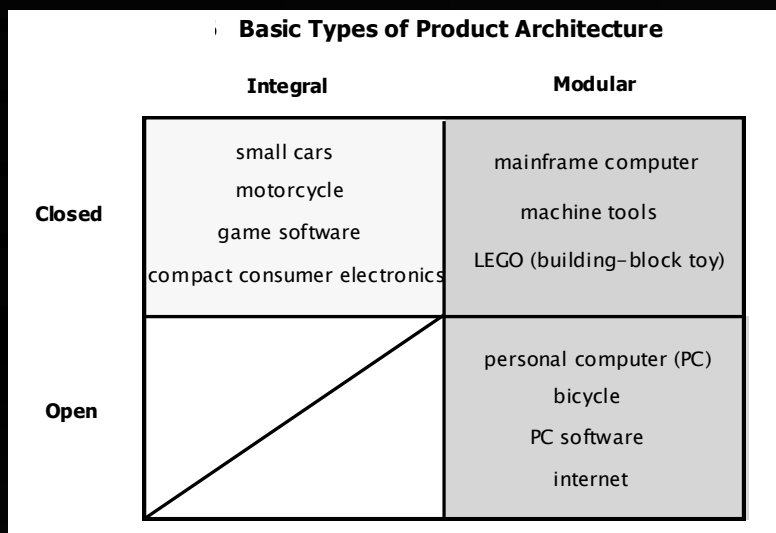 Basic Types of Product Architecture
Integral
Modular
Closed
small cars
motorcycle
game software
compact consumer electronics
mainframe computer
machine tools
LEGO (building–block toy)
Open
personal computer (PC)
bicycle
PC software
internet